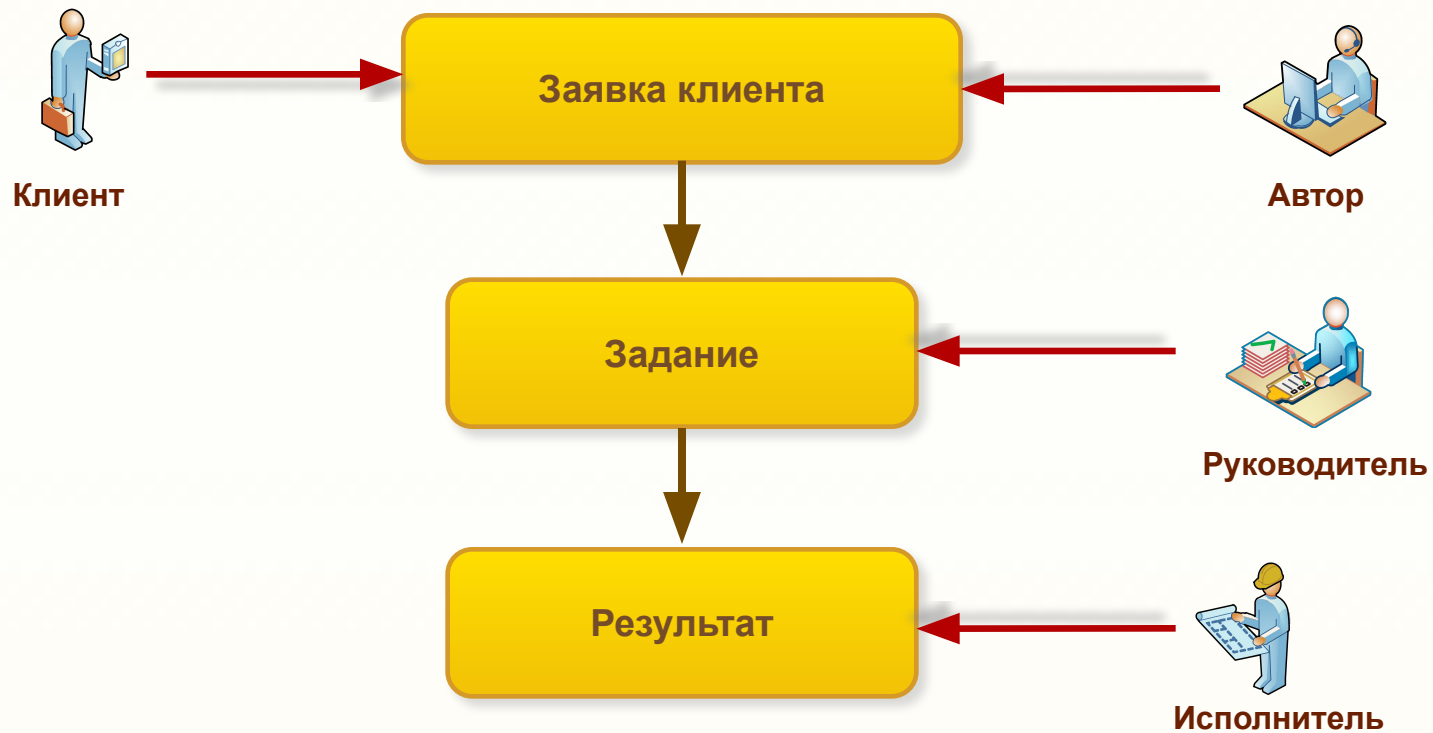 Заявка клиента
Клиент
Автор
Задание
Руководитель
Результат
Исполнитель